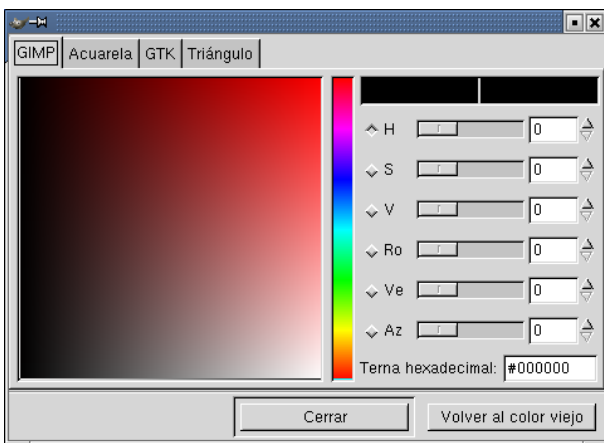 GIMP Acuarela GTK Triángulo
H 0
S 0
V 0
Ro 0
Ve 0
Az 0
Terna hexadecimal: #000000
Cerrar Volver al color viejo